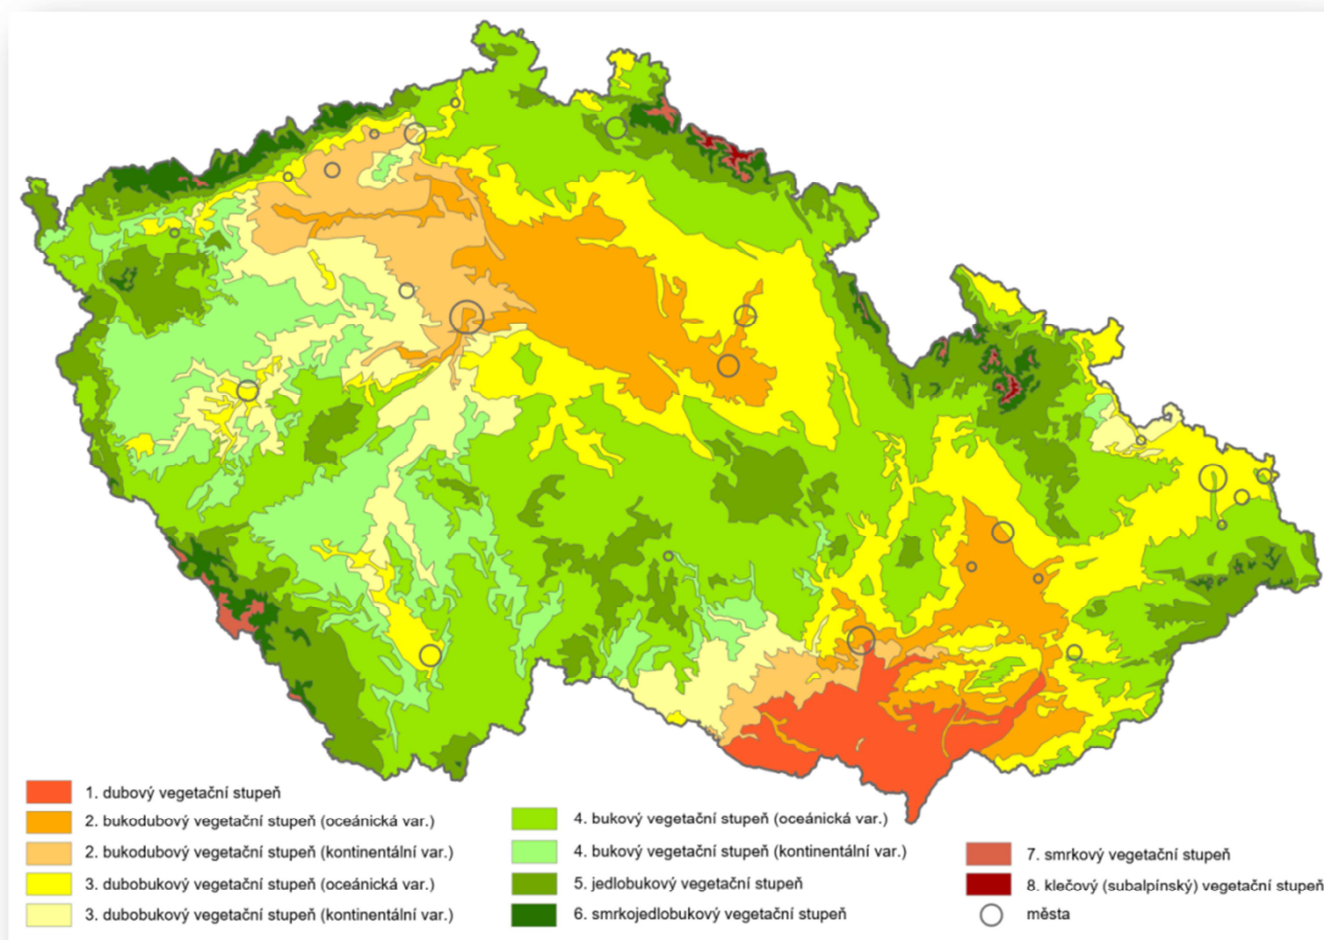 1. dubový vegetační stupeň
2. bukodubový vegetační stupeň (oceánická var.)
2. bukodubový vegetační stupeň (kontinentální var.)
3. dubobukový vegetační stupeň (oceánická var.)
3. dubobukový vegetační stupeň (kontinentální var.)
4. bukový vegetační stupeň (oceánická var.)
4. bukový vegetační stupeň (kontinentální var.)
5. jedlobukový vegetační stupeň
6. smrkojedlobukový vegetační stupeň
7. smrkový vegetační stupeň
8. klečový (subalpínský) vegetační stupeň
města